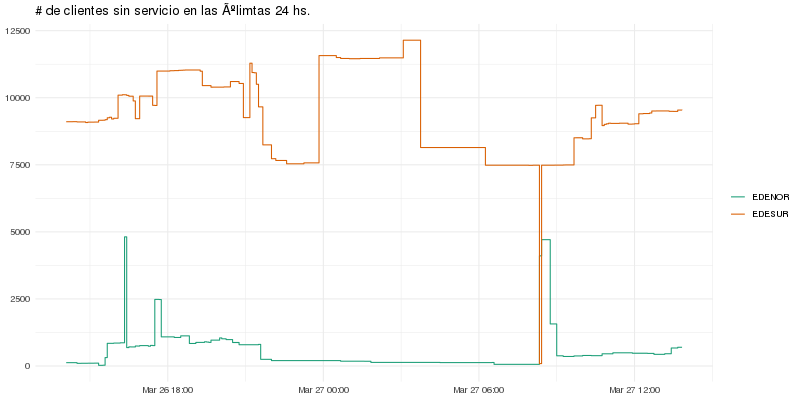 # de clientes sin servicio en las Ãºlimtas 24 hs.
12500
10000
7500
5000
2500
0
Mar 26 18:00
Mar 27 00:00
Mar 27 06:00
Mar 27 12:00
EDENOR
EDESUR